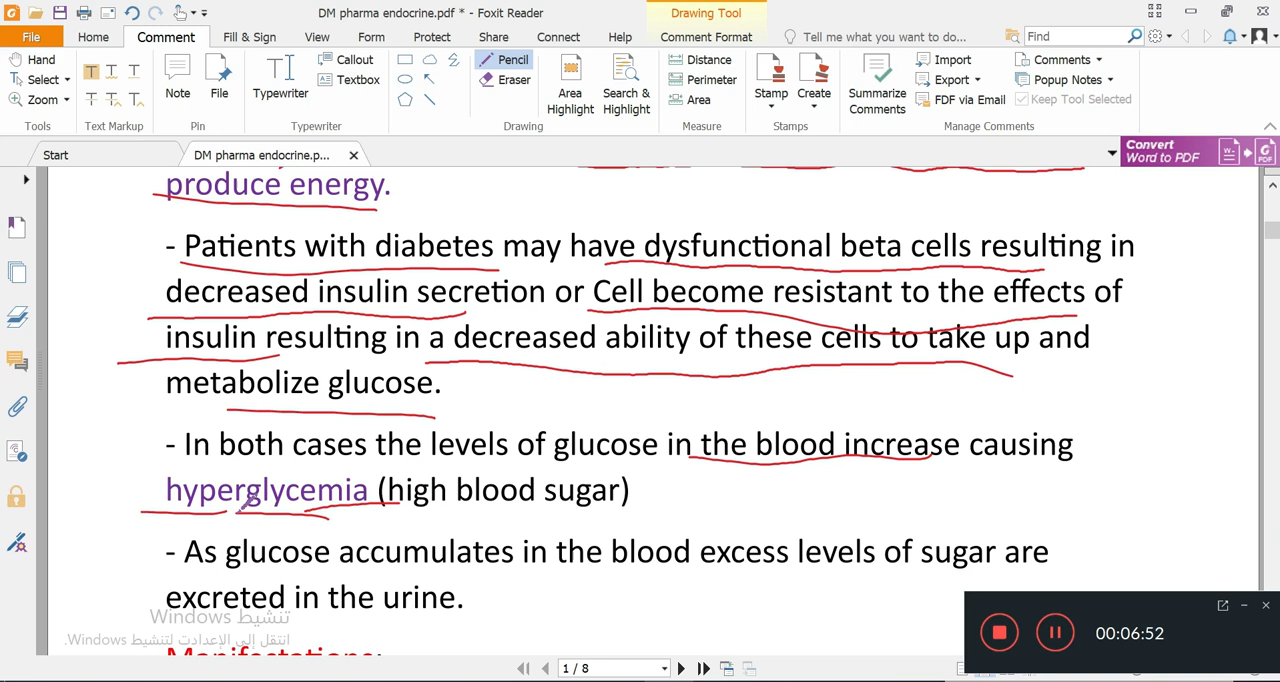 DM pharma endocrine.pdf * - Foxit Reader
Drawing Tool
File Home Comment Fill & Sign View Form Protect Share Connect Help Comment Format Tell me what you want to do... Find
Hand
Select
Zoom
Tools
Text Markup
Note
File
Pin
Typewriter
Callout
Textbox
Typewriter
Pencil
Eraser
Area Highlight
Search & Highlight
Drawing
Distance
Perimeter
Area
Measure
Stamp
Create
Stamps
Summarize Comments
Import
Export
FDF via Email
Comments
Popup Notes
Keep Tool Selected
Manage Comments
Start
DM pharma endocrine.p...
Convert
Word to PDF
produce energy.
- Patients with diabetes may have dysfunctional beta cells resulting in
decreased insulin secretion or Cell become resistant to the effects of
insulin resulting in a decreased ability of these cells to take up and
metabolize glucose.
- In both cases the levels of glucose in the blood increase causing
hyperglycemia (high blood sugar)
- As glucose accumulates in the blood excess levels of sugar are
excreted in the urine.
تنشيط Windows
انتقل إلى الإعدادات لتنشيط Windows.
Manifestations:
00:06:52
1 / 8